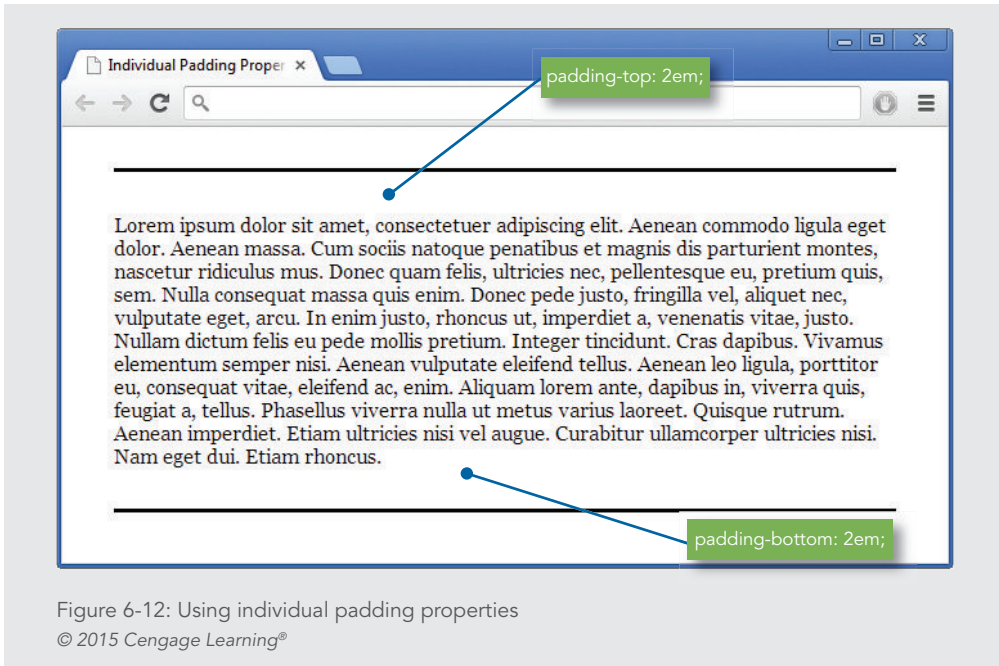 Individual Padding Proper
padding-top: 2em;
Lorem ipsum dolor sit amet, consectetuer adipiscing elit. Aenean commodo ligula eget
dolor. Aenean massa. Cum sociis natoque penatibus et magnis dis parturient montes,
nascetur ridiculus mus. Donec quam felis, ultricies nec, pellentesque eu, pretium quis,
sem. Nulla consequat massa quis enim. Donec pede justo, fringilla vel, aliquet nec,
vulputate eget, arcu. In enim justo, rhoncus ut, imperdiet a, venenatis vitae, justo.
Nullam dictum felis eu pede mollis pretium. Integer tincidunt. Cras dapibus. Vivamus
elementum semper nisi. Aenean vulputate eleifend tellus. Aenean leo ligula, porttitor
eu, consequat vitae, eleifend ac, enim. Aliquam lorem ante, dapibus in, viverra quis,
feugiat a, tellus. Phasellus viverra nulla ut metus varius laoreet. Quisque rutrum.
Aenean imperdiet. Etiam ultricies nisi vel augue. Curabitur ullamcorper ultricies nisi.
Nam eget dui. Etiam rhoncus.
padding-bottom: 2em;
Figure 6-12: Using individual padding properties
© 2015 Cengage Learning®